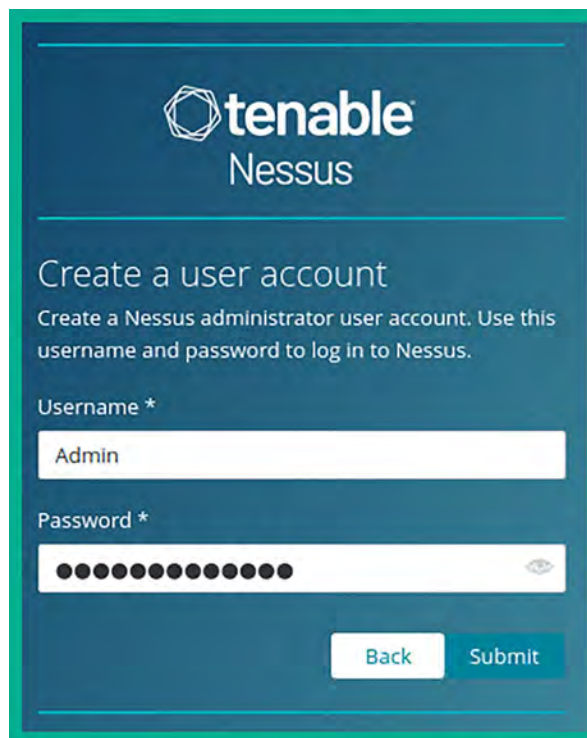 tenable
Nessus
Create a user account
Create a Nessus administrator user account. Use this
username and password to log in to Nessus.
Username *
Admin
Password *
●●●●●●●●●●●●●
Back Submit